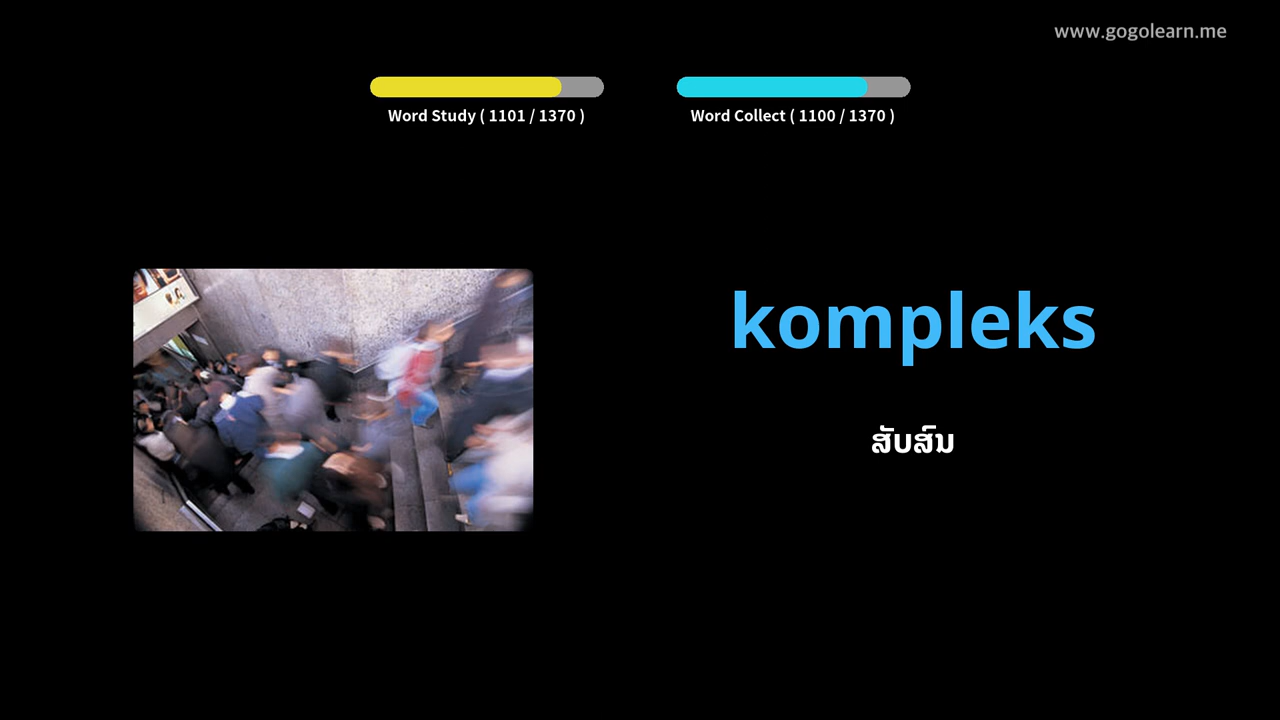 www.gogolearn.me
Word Study ( 1101 / 1370 )
Word Collect ( 1100 / 1370 )
kompleks
ສັບສົນ